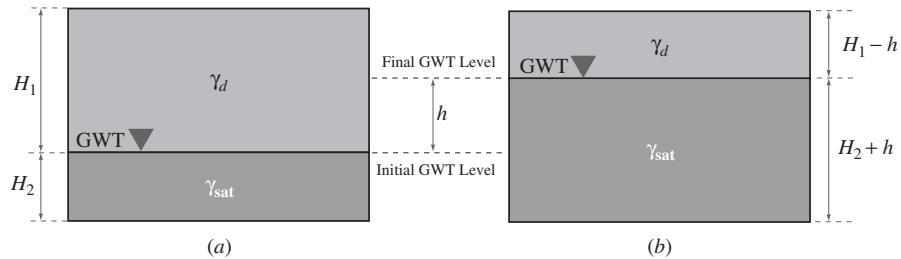 H₁
γd
GWT
H₂
γsat
(a)
Final GWT Level
h
Initial GWT Level
γd
GWT
H₁ – h
γsat
H₂ + h
(b)